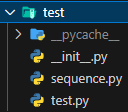 test
__pycache__
__init__.py
sequence.py
test.py